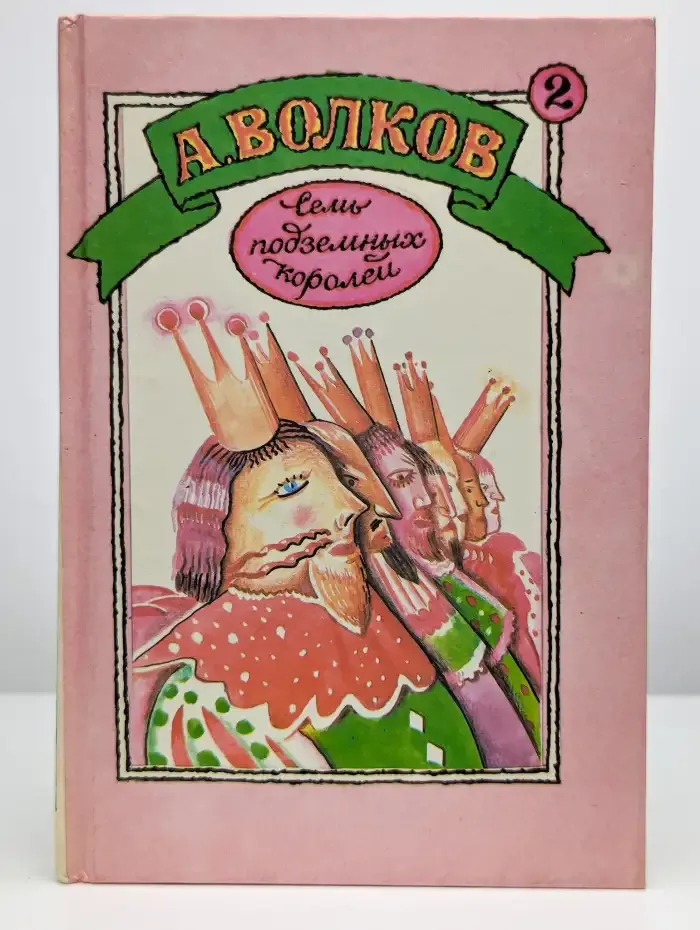 2
А.ВОЛКОВ
Семь
подземных
королей